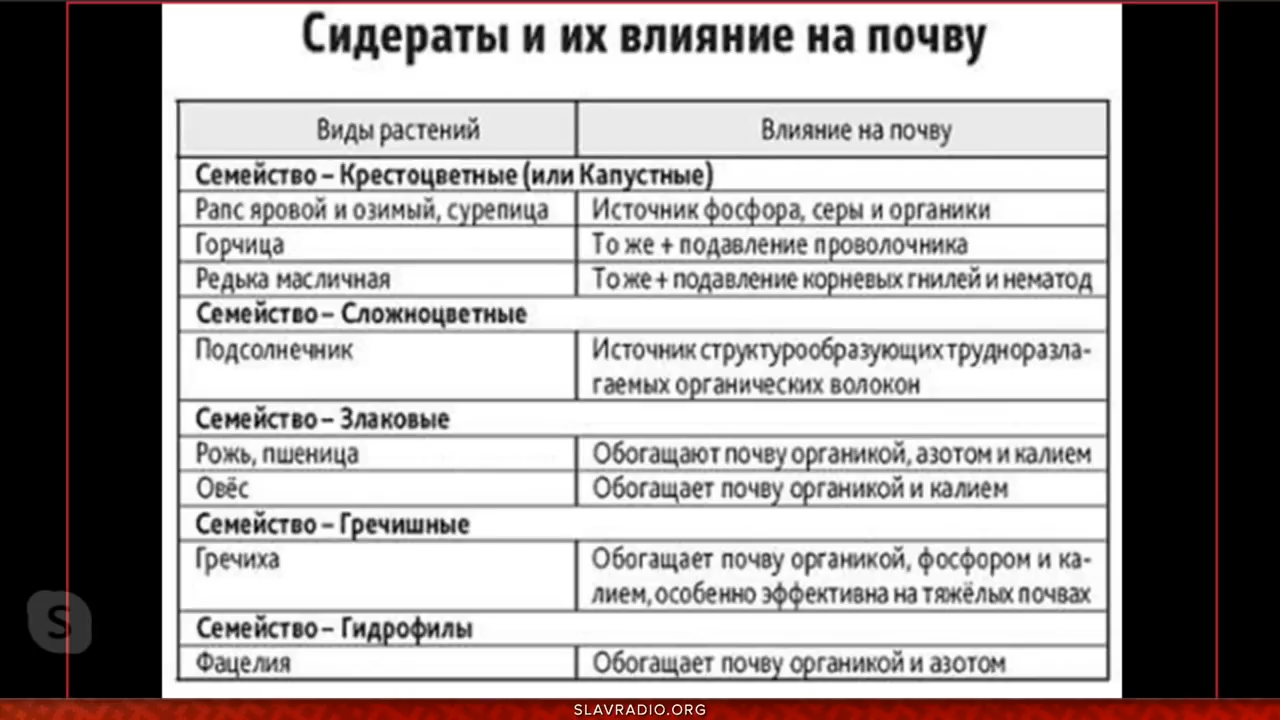 Сидераты и их влияние на почву
Виды растений
Влияние на почву
Семейство – Крестоцветные (или Капустные)
Рапс яровой и озимый, сурепица
Источник фосфора, серы и органики
Горчица
То же + подавление проволочника
Редька масличная
То же + подавление корневых гнилей и нематод
Семейство – Сложноцветные
Подсолнечник
Источник структурообразующих трудноразла-
гаемых органических волокон
Семейство – Злаковые
Рожь, пшеница
Обогащают почву органикой, азотом и калием
Овёс
Обогащает почву органикой и калием
Семейство – Гречишные
Гречиха
Обогащает почву органикой, фосфором и ка-
лием, особенно эффективна на тяжёлых почвах
Семейство – Гидрофилы
Фацелия
Обогащает почву органикой и азотом
S
SLAVRADIO.ORG